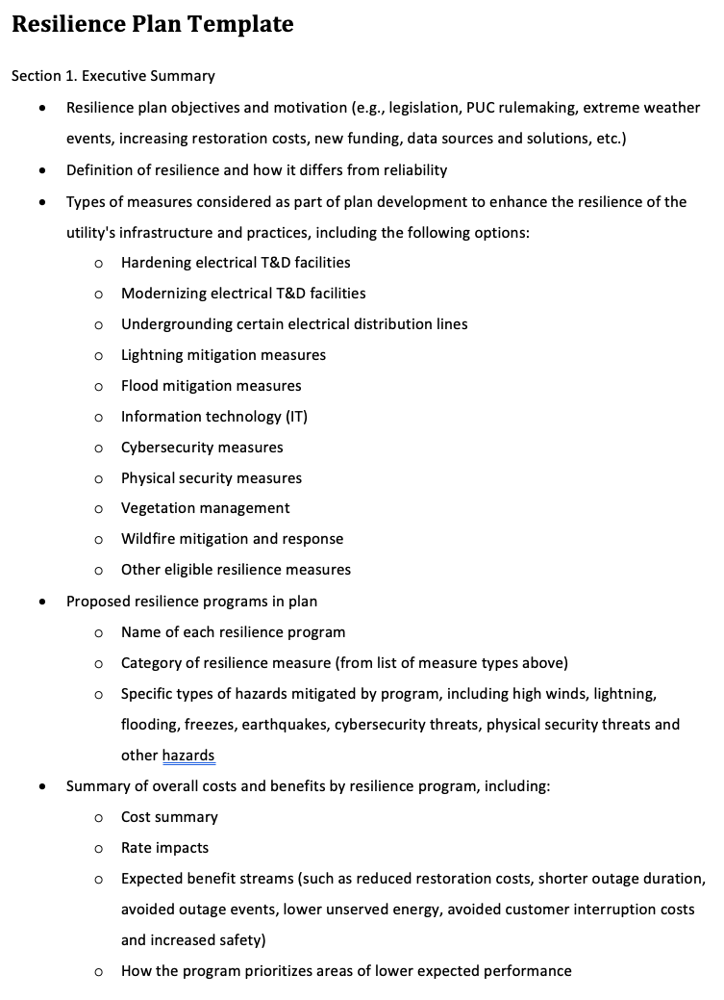 Resilience Plan Template
Section 1. Executive Summary
• Resilience plan objectives and motivation (e.g., legislation, PUC rulemaking, extreme weather
events, increasing restoration costs, new funding, data sources and solutions, etc.)
• Definition of resilience and how it differs from reliability
• Types of measures considered as part of plan development to enhance the resilience of the
utility's infrastructure and practices, including the following options:
o Hardening electrical T&D facilities
o Modernizing electrical T&D facilities
o Undergrounding certain electrical distribution lines
o Lightning mitigation measures
o Flood mitigation measures
o Information technology (IT)
o Cybersecurity measures
o Physical security measures
o Vegetation management
o Wildfire mitigation and response
o Other eligible resilience measures
• Proposed resilience programs in plan
o Name of each resilience program
o Category of resilience measure (from list of measure types above)
o Specific types of hazards mitigated by program, including high winds, lightning,
flooding, freezes, earthquakes, cybersecurity threats, physical security threats and
other hazards
• Summary of overall costs and benefits by resilience program, including:
o Cost summary
o Rate impacts
o Expected benefit streams (such as reduced restoration costs, shorter outage duration,
avoided outage events, lower unserved energy, avoided customer interruption costs
and increased safety)
o How the program prioritizes areas of lower expected performance